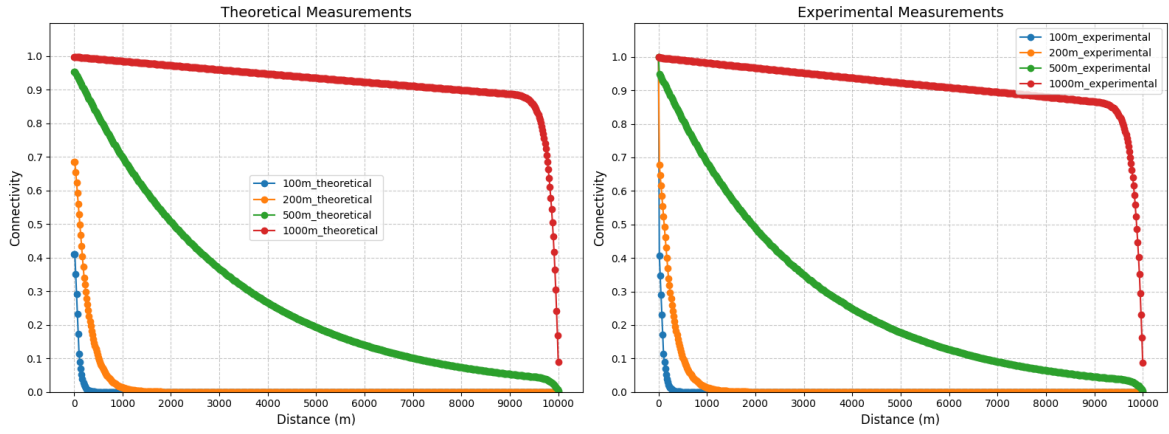 Theoretical Measurements
Connectivity
1.0
0.9
0.8
0.7
0.6
0.5
0.4
0.3
0.2
0.1
0.0
100m_theoretical
200m_theoretical
500m_theoretical
1000m_theoretical
0 1000 2000 3000 4000 5000 6000 7000 8000 9000 10000
Distance (m)
Experimental Measurements
Connectivity
1.0
0.9
0.8
0.7
0.6
0.5
0.4
0.3
0.2
0.1
0.0
100m_experimental
200m_experimental
500m_experimental
1000m_experimental
0 1000 2000 3000 4000 5000 6000 7000 8000 9000 10000
Distance (m)